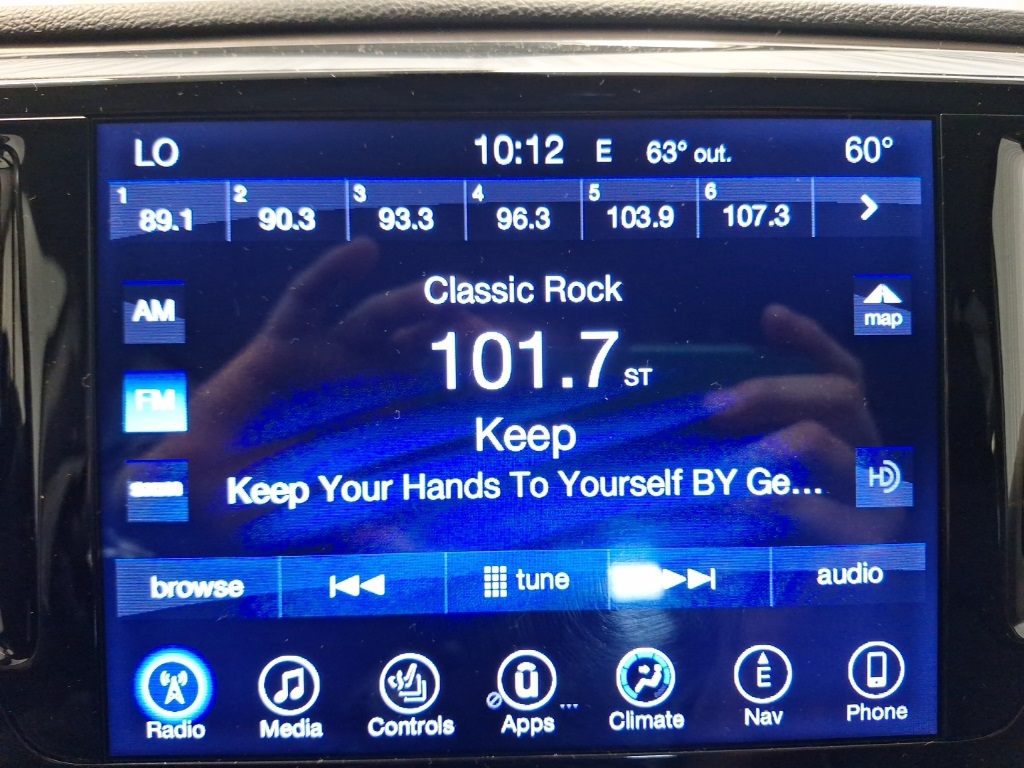 LO 10:12 E 63° out. 60°
1 2 3 4 5 6
89.1 90.3 93.3 96.3 103.9 107.3
Classic Rock
AM
map
101.7 ST
FM
Keep
HD
Keep Your Hands To Yourself BY Ge...
browse tune audio
E
Radio Media Controls Apps ... Climate Nav Phone